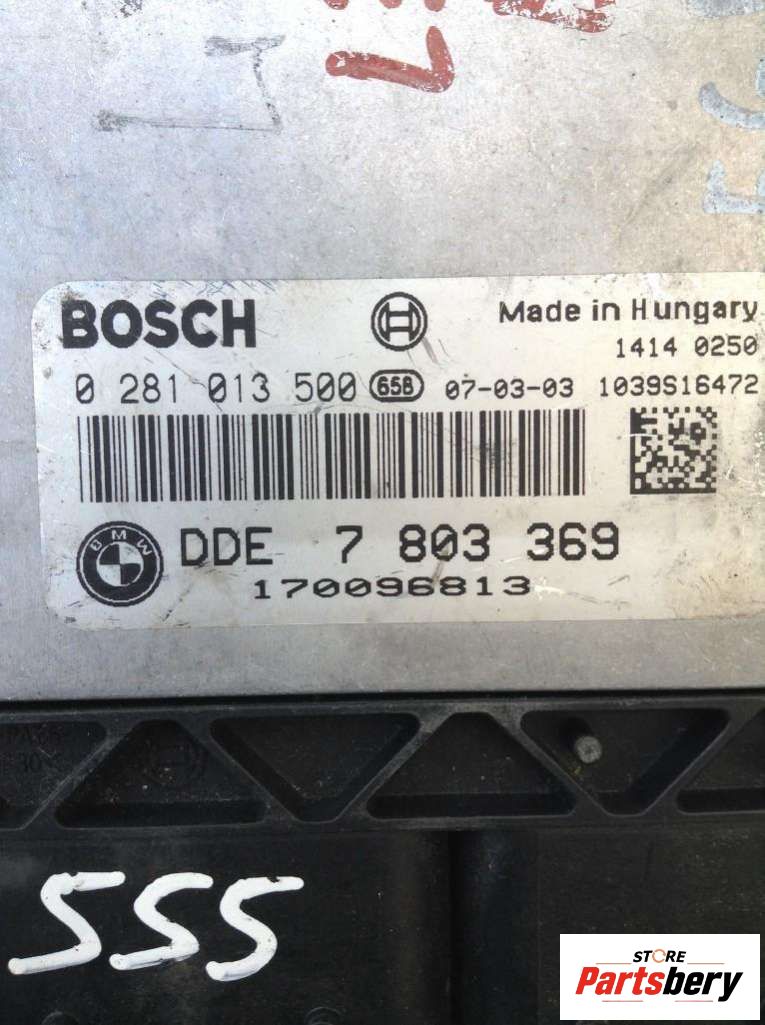 BOSCH
Made in Hungary
1414 0250
0 281 013 500 65B 07-03-03 1039S16472
BMW
DDE 7 803 369
170096813
555
STORE
Partsbery